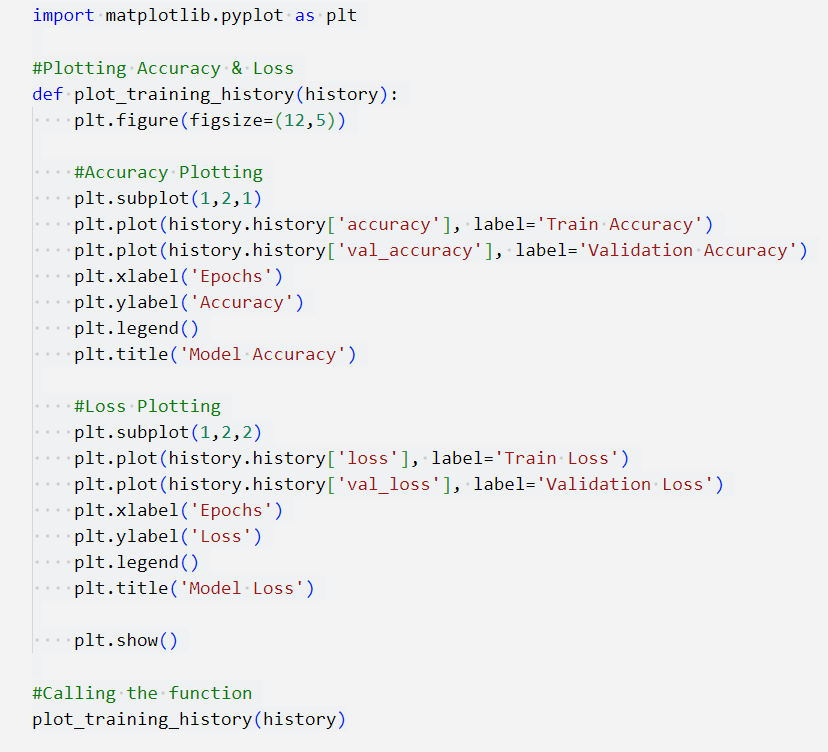 import matplotlib.pyplot as plt

#Plotting Accuracy & Loss
def plot_training_history(history):
    plt.figure(figsize=(12,5))

    #Accuracy Plotting
    plt.subplot(1,2,1)
    plt.plot(history.history['accuracy'], label='Train Accuracy')
    plt.plot(history.history['val_accuracy'], label='Validation Accuracy')
    plt.xlabel('Epochs')
    plt.ylabel('Accuracy')
    plt.legend()
    plt.title('Model Accuracy')

    #Loss Plotting
    plt.subplot(1,2,2)
    plt.plot(history.history['loss'], label='Train Loss')
    plt.plot(history.history['val_loss'], label='Validation Loss')
    plt.xlabel('Epochs')
    plt.ylabel('Loss')
    plt.legend()
    plt.title('Model Loss')

    plt.show()

#Calling the function
plot_training_history(history)